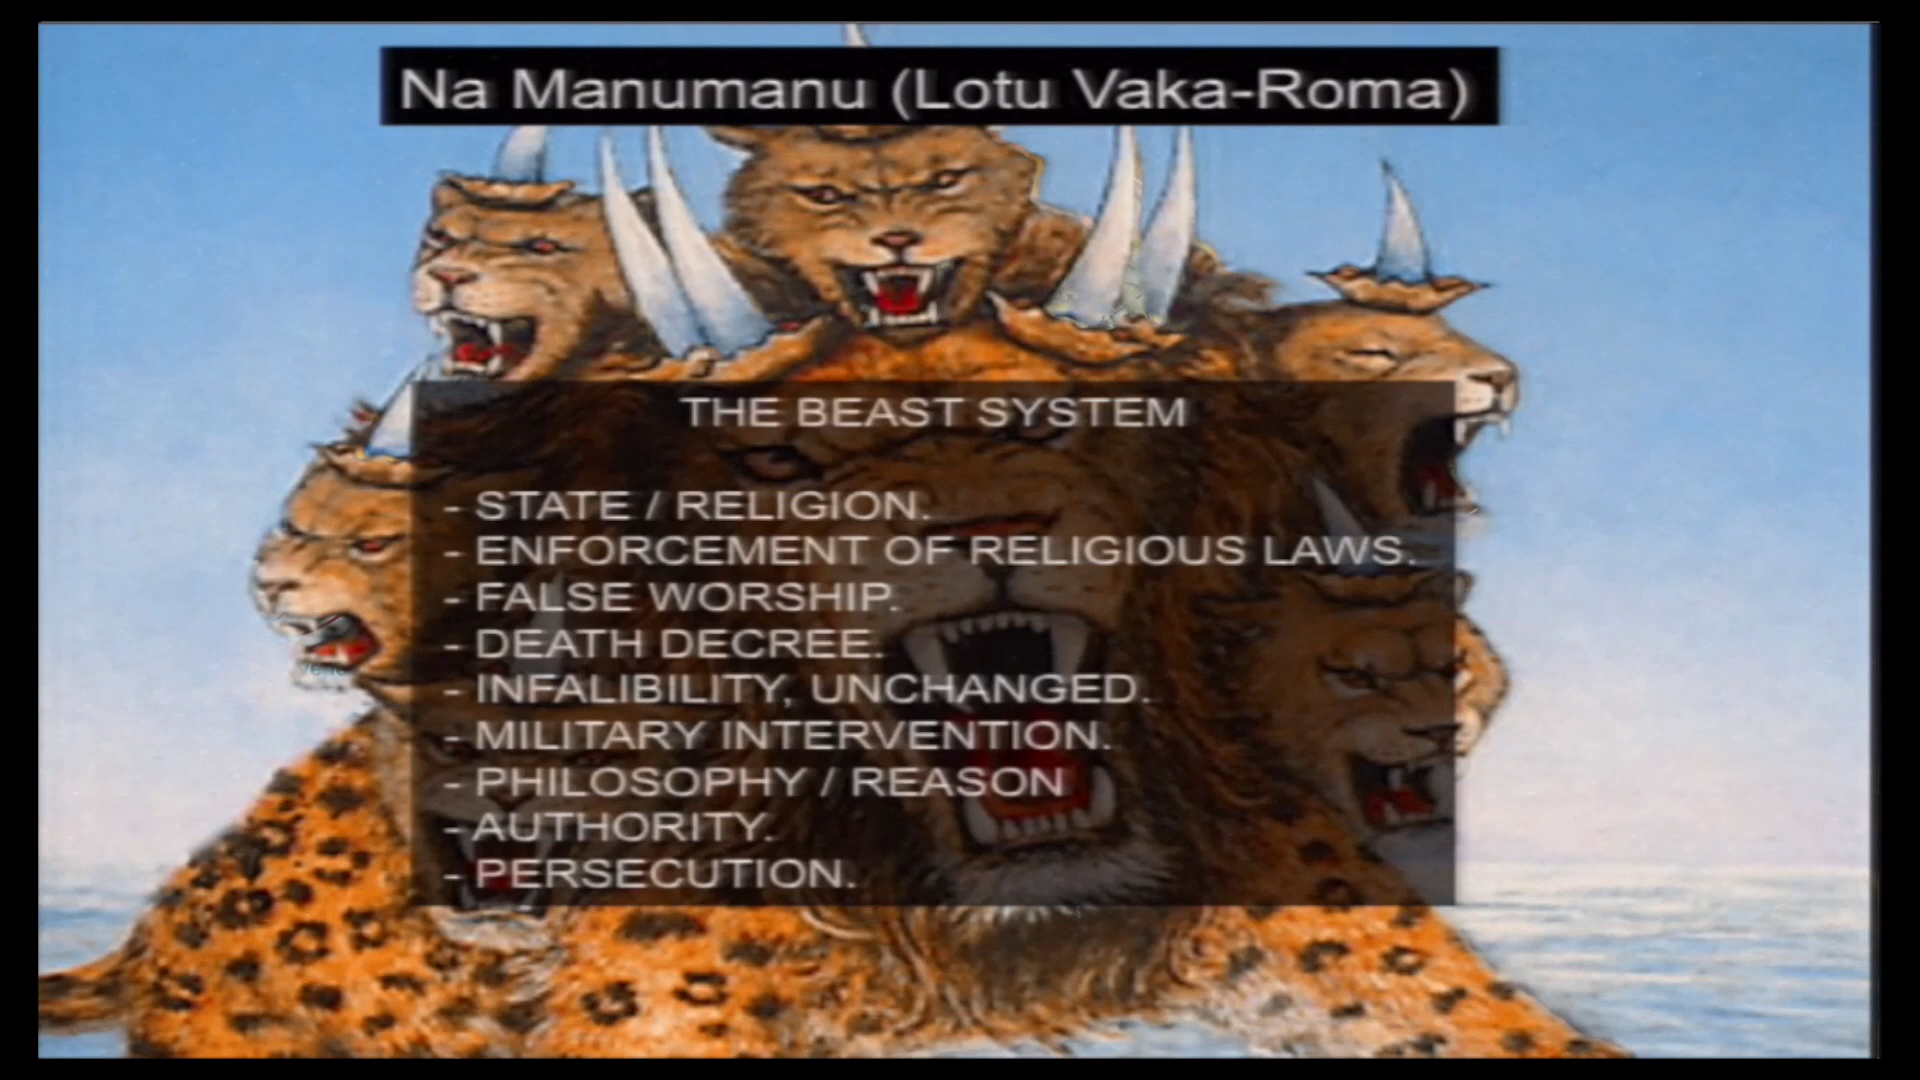 Na Manumanu (Lotu Vaka-Roma)
THE BEAST SYSTEM
- STATE / RELIGION.
- ENFORCEMENT OF RELIGIOUS LAWS.
- FALSE WORSHIP.
- DEATH DECREE.
- INFALIBILITY, UNCHANGED.
- MILITARY INTERVENTION.
- PHILOSOPHY / REASON
- AUTHORITY.
- PERSECUTION.